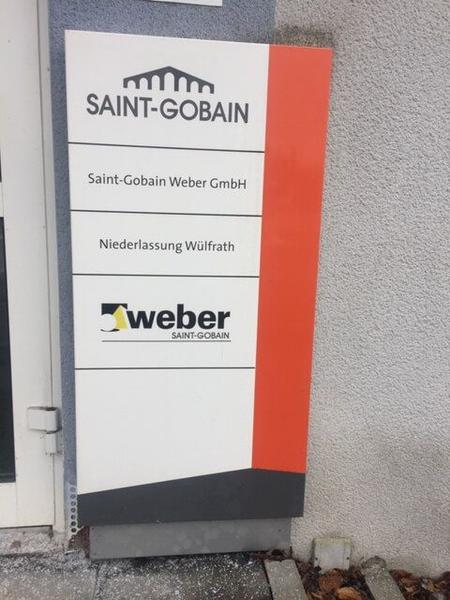 SAINT-GOBAIN
Saint-Gobain Weber GmbH
Niederlassung Wülfrath
weber
SAINT-GOBAIN